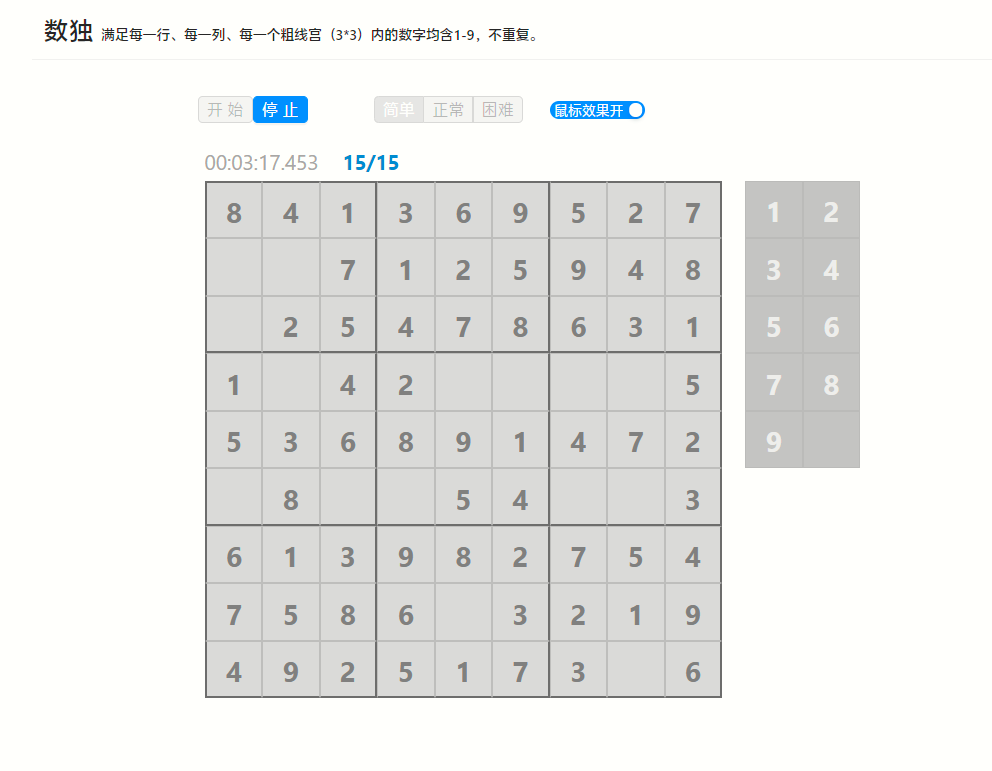 数独 满足每一行、每一列、每一个粗线宫（3*3）内的数字均含1-9，不重复。
开 始 停 止 简单 正常 困难 鼠标效果开
00:03:17.453 15/15
8 4 1 3 6 9 5 2 7
7 1 2 5 9 4 8
2 5 4 7 8 6 3 1
1 4 2 5
5 3 6 8 9 1 4 7 2
8 5 4 3
6 1 3 9 8 2 7 5 4
7 5 8 6 3 2 1 9
4 9 2 5 1 7 3 6
1 2
3 4
5 6
7 8
9